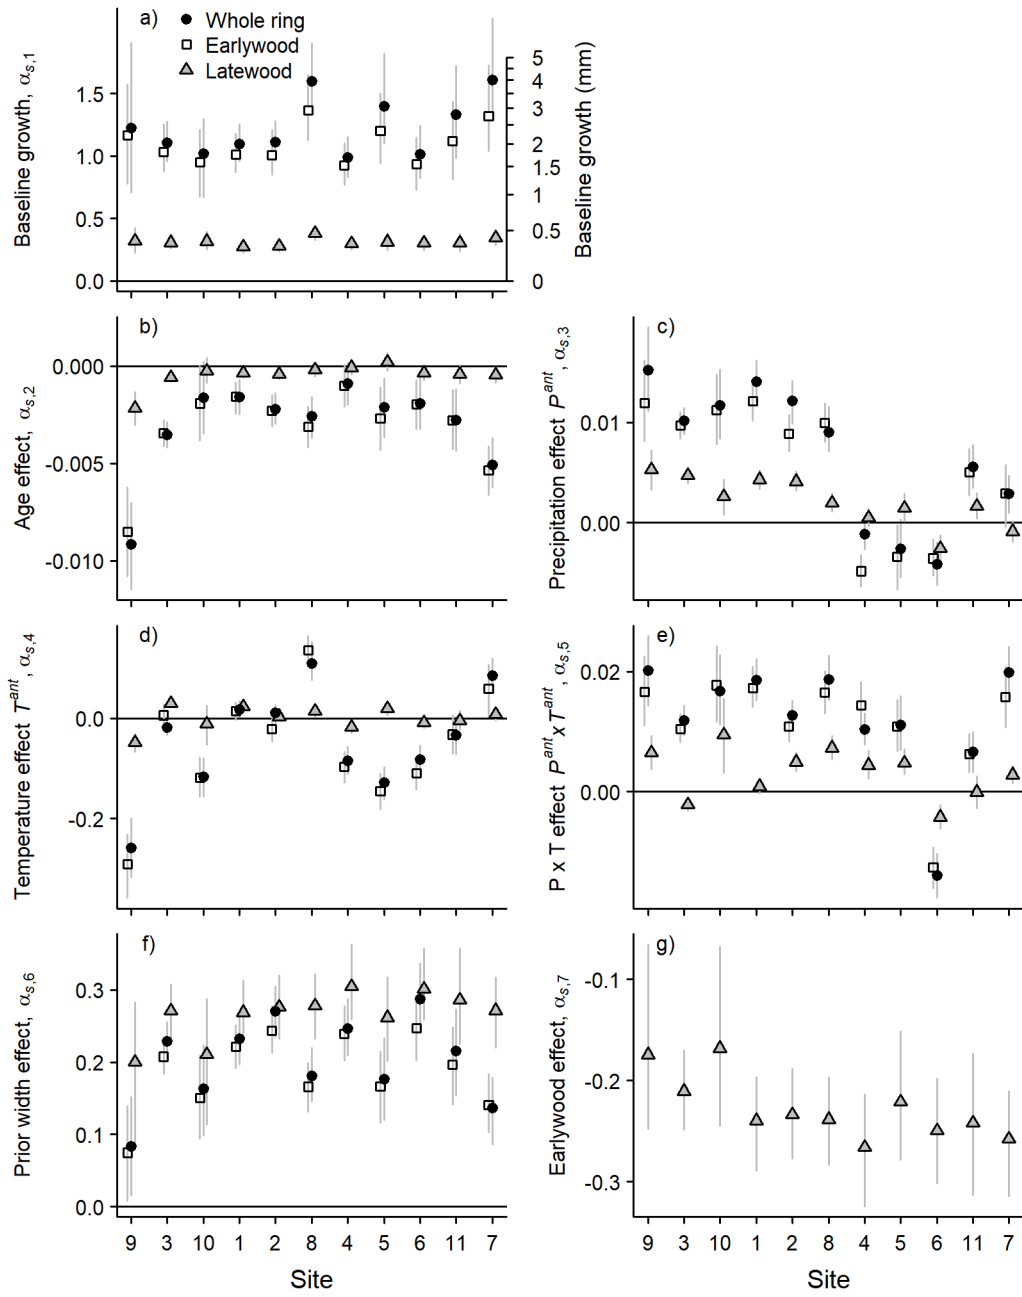 a)
Whole ring
Earlywood
Latewood
Baseline growth, αs,1
1.5
1.0
0.5
0.0
5
4
3
2
1.5
1
0.5
0
Baseline growth (mm)
b)
Age effect, αs,2
0.000
-0.005
-0.010
c)
Precipitation effect Pant, αs,3
0.01
0.00
d)
Temperature effect Tant, αs,4
0.0
-0.2
e)
P x T effect PantxTant, αs,5
0.02
0.00
f)
Prior width effect, αs,6
0.3
0.2
0.1
0.0
9 3 10 1 2 8 4 5 6 11 7
Site
g)
Earlywood effect, αs,7
-0.1
-0.2
-0.3
9 3 10 1 2 8 4 5 6 11 7
Site